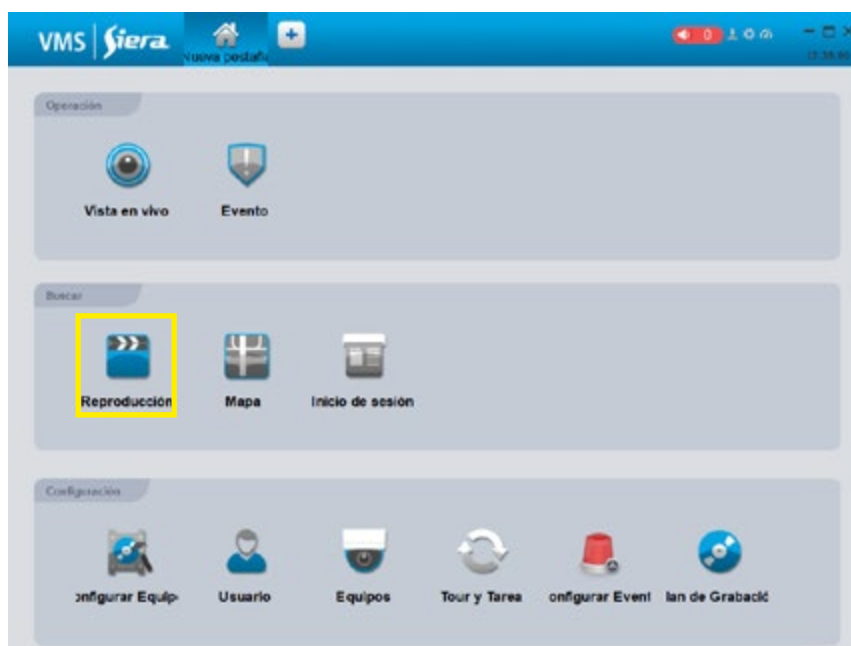 VMS Siera
Nueva pestaña
0
Operación
Vista en vivo Evento
Buscar
Reproducción Mapa Inicio de sesión
Configuración
onfigurar Equip Usuario Equipos Tour y Tarea onfigurar Event lan de Grabació